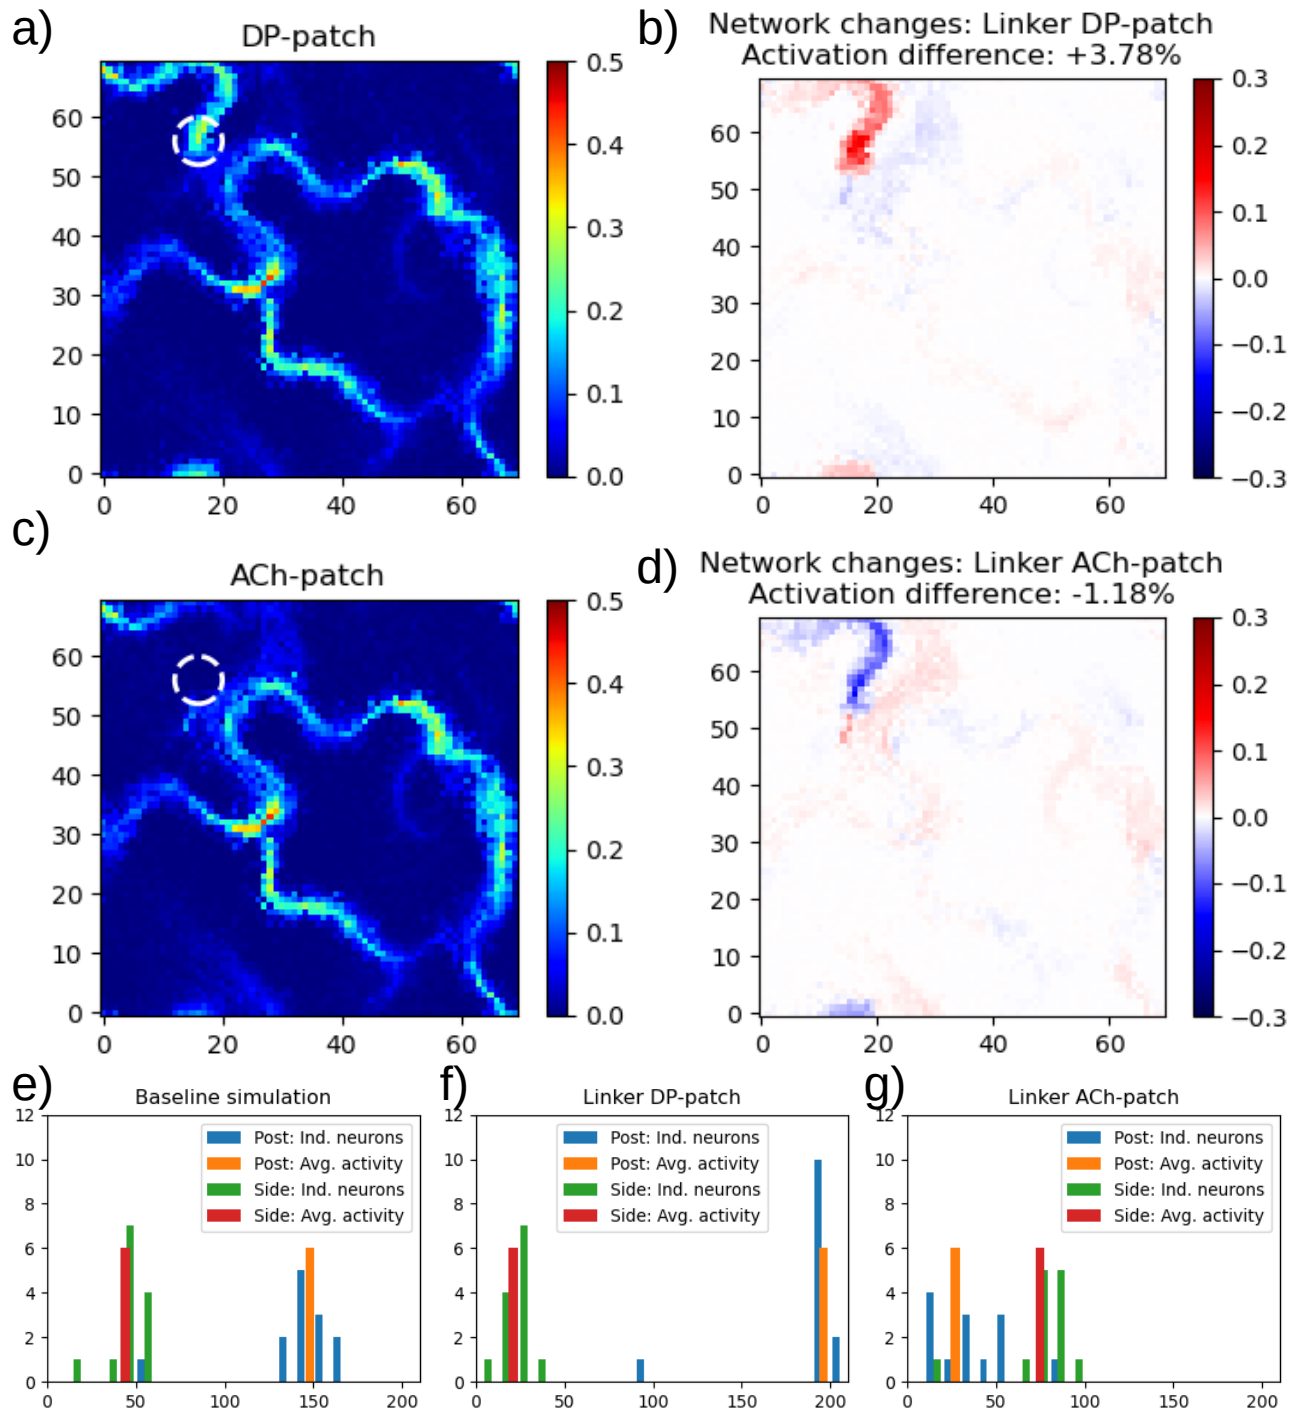 a)
DP-patch
60
50
40
30
20
10
0
0 20 40 60
0.5
0.4
0.3
0.2
0.1
0.0
b)
Network changes: Linker DP-patch
Activation difference: +3.78%
60
50
40
30
20
10
0
0 20 40 60
0.3
0.2
0.1
0.0
−0.1
−0.2
−0.3
c)
ACh-patch
60
50
40
30
20
10
0
0 20 40 60
0.5
0.4
0.3
0.2
0.1
0.0
d)
Network changes: Linker ACh-patch
Activation difference: -1.18%
60
50
40
30
20
10
0
0 20 40 60
0.3
0.2
0.1
0.0
−0.1
−0.2
−0.3
e)
Baseline simulation
12
10
8
6
4
2
0
0 50 100 150 200
Post: Ind. neurons
Post: Avg. activity
Side: Ind. neurons
Side: Avg. activity
f)
Linker DP-patch
12
10
8
6
4
2
0
0 50 100 150 200
Post: Ind. neurons
Post: Avg. activity
Side: Ind. neurons
Side: Avg. activity
g)
Linker ACh-patch
12
10
8
6
4
2
0
0 50 100 150 200
Post: Ind. neurons
Post: Avg. activity
Side: Ind. neurons
Side: Avg. activity